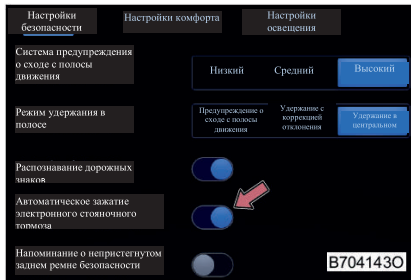 Настройки безопасности
Настройки комфорта
Настройки освещения
Система предупреждения
о сходе с полосы
движения
Низкий Средний Высокий
Режим удержания в
полосе
Предупреждение о
сходе с полосы
движения
Удержание с
коррекцией
отклонения
Удержание в
центральном
Распознавание дорожных
знаков
Автоматическое зажатие
электронного стояночного
тормоза
Напоминание о непристегнутом
заднем ремне безопасности
B704143O